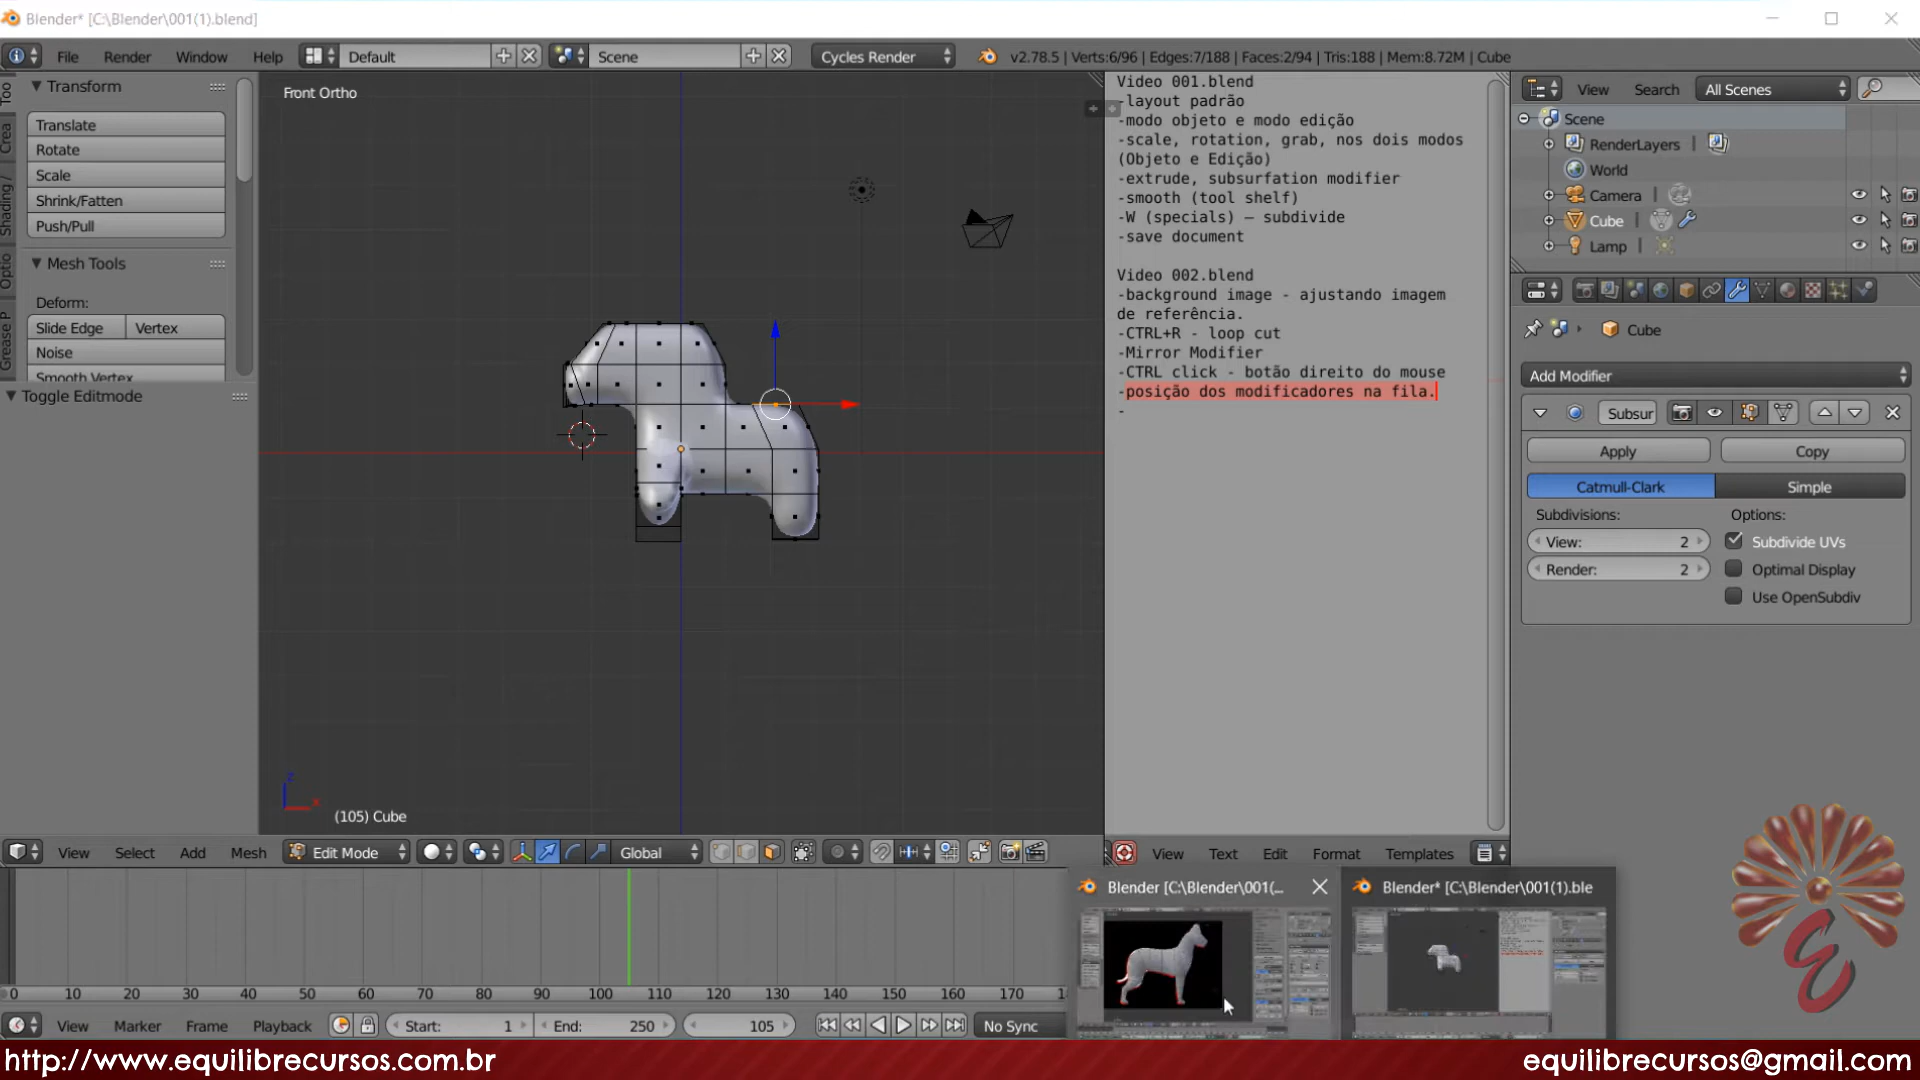 Blender* [C:\Blender\001(1).blend]
File
Render
Window
Help
Default
Scene
Cycles Render
v2.78.5 | Verts:6/96 | Edges:7/188 | Faces:2/94 | Tris:188 | Mem:8.72M | Cube
Too
Crea
Shading /
Optio
Grease P
Transform
Translate
Rotate
Scale
Shrink/Fatten
Push/Pull
Mesh Tools
Deform:
Slide Edge
Vertex
Noise
Smooth Vertex
Toggle Editmode
Front Ortho
z
x
(105) Cube
Video 001.blend
-layout padrão
-modo objeto e modo edição
-scale, rotation, grab, nos dois modos
(Objeto e Edição)
-extrude, subsurfation modifier
-smooth (tool shelf)
-W (specials) – subdivide
-save document
Video 002.blend
-background image - ajustando imagem
de referência.
-CTRL+R - loop cut
-Mirror Modifier
-CTRL click - botão direito do mouse
-posição dos modificadores na fila.
-
View
Search
All Scenes
Scene
RenderLayers
World
Camera
Cube
Lamp
Cube
Add Modifier
Subsur
Apply
Copy
Catmull-Clark
Simple
Subdivisions:
Options:
View: 2
Subdivide UVs
Render: 2
Optimal Display
Use OpenSubdiv
View
Select
Add
Mesh
Edit Mode
Global
View
Text
Edit
Format
Templates
Blender [C:\Blender\001(...
Blender* [C:\Blender\001(1).ble
0 10 20 30 40 50 60 70 80 90 100 110 120 130 140 150 160 170 18
View
Marker
Frame
Playback
Start: 1
End: 250
105
No Sync
http://www.equilibrecursos.com.br
equilibrecursos@gmail.com